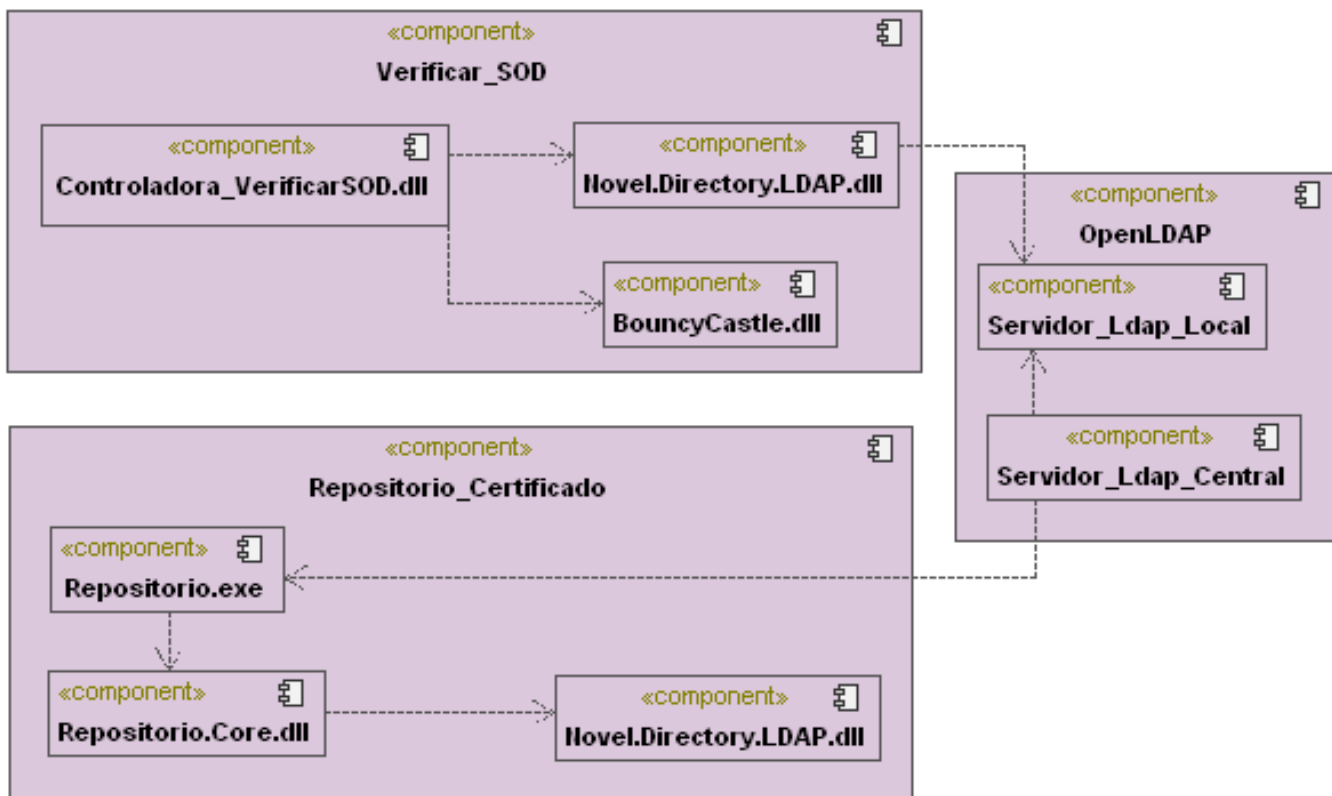 «component»
Verificar_SOD
«component»
Controladora_VerificarSOD.dll
«component»
Novel.Directory.LDAP.dll
«component»
BouncyCastle.dll
«component»
OpenLDAP
«component»
Servidor_Ldap_Local
«component»
Servidor_Ldap_Central
«component»
Repositorio_Certificado
«component»
Repositorio.exe
«component»
Repositorio.Core.dll
«component»
Novel.Directory.LDAP.dll